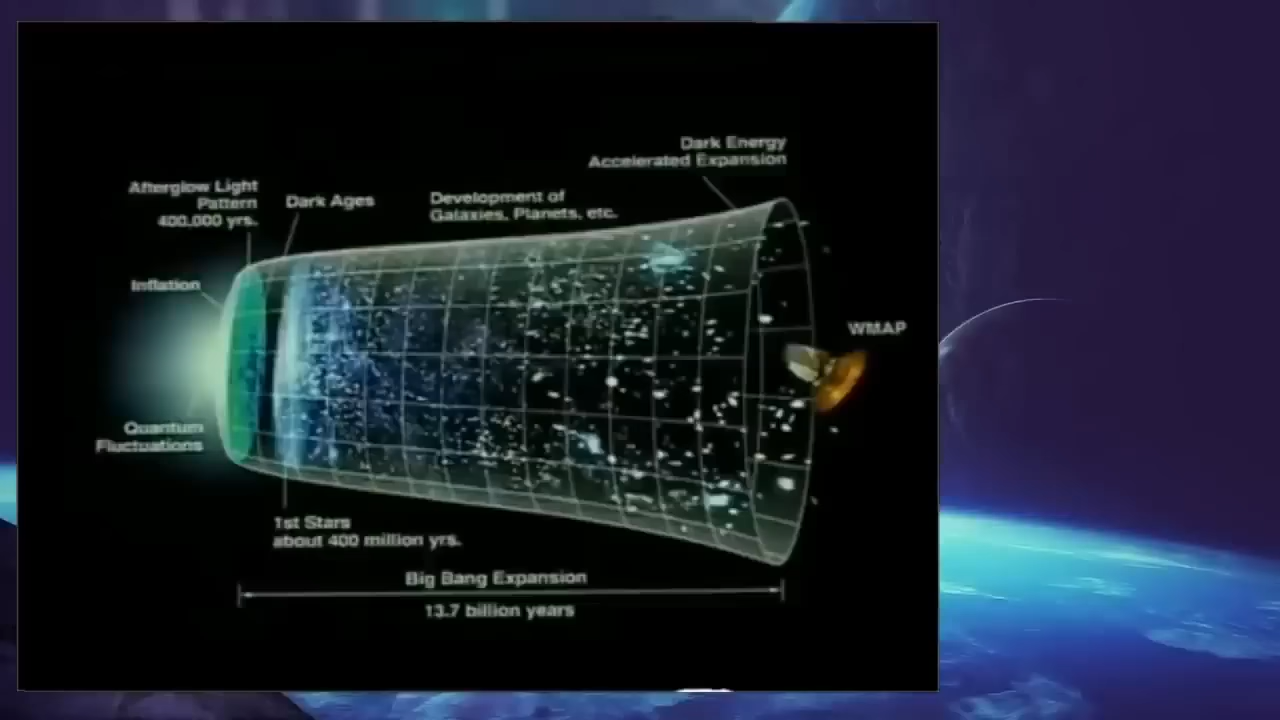 Dark Energy
Accelerated Expansion
Afterglow Light
Pattern
400,000 yrs.
Dark Ages
Development of
Galaxies, Planets, etc.
Inflation
WMAP
Quantum
Fluctuations
1st Stars
about 400 million yrs.
Big Bang Expansion
13.7 billion years